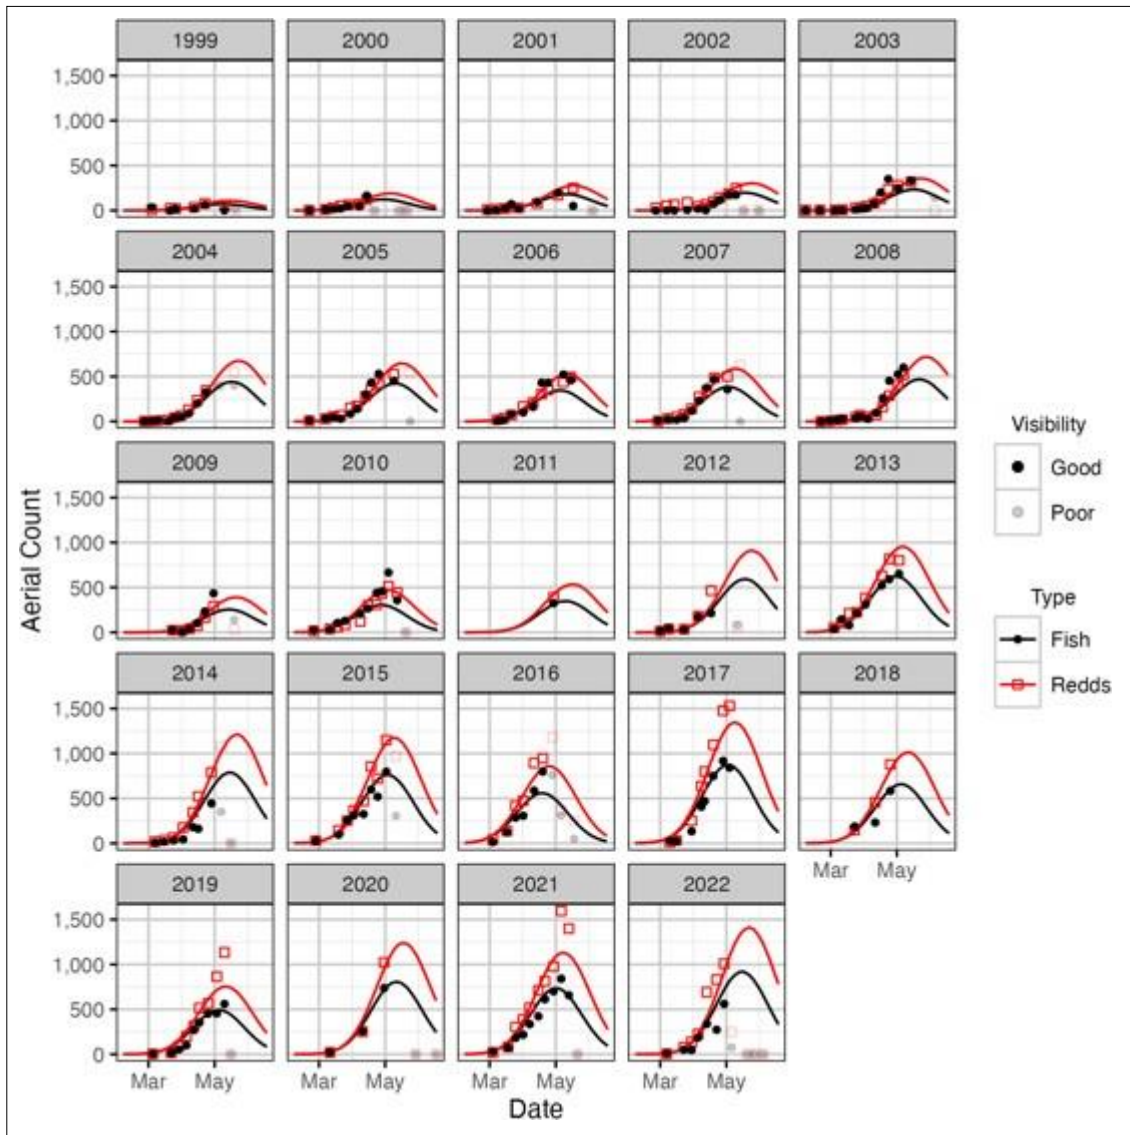 1999 2000 2001 2002 2003
1,500
1,000
500
0
2004 2005 2006 2007 2008
1,500
1,000
500
0
2009 2010 2011 2012 2013
1,500
1,000
500
0
2014 2015 2016 2017 2018
1,500
1,000
500
0
Mar May
2019 2020 2021 2022
1,500
1,000
500
0
Mar May Mar May Mar May Mar May
Date
Aerial Count
Visibility
Good
Poor
Type
Fish
Redds